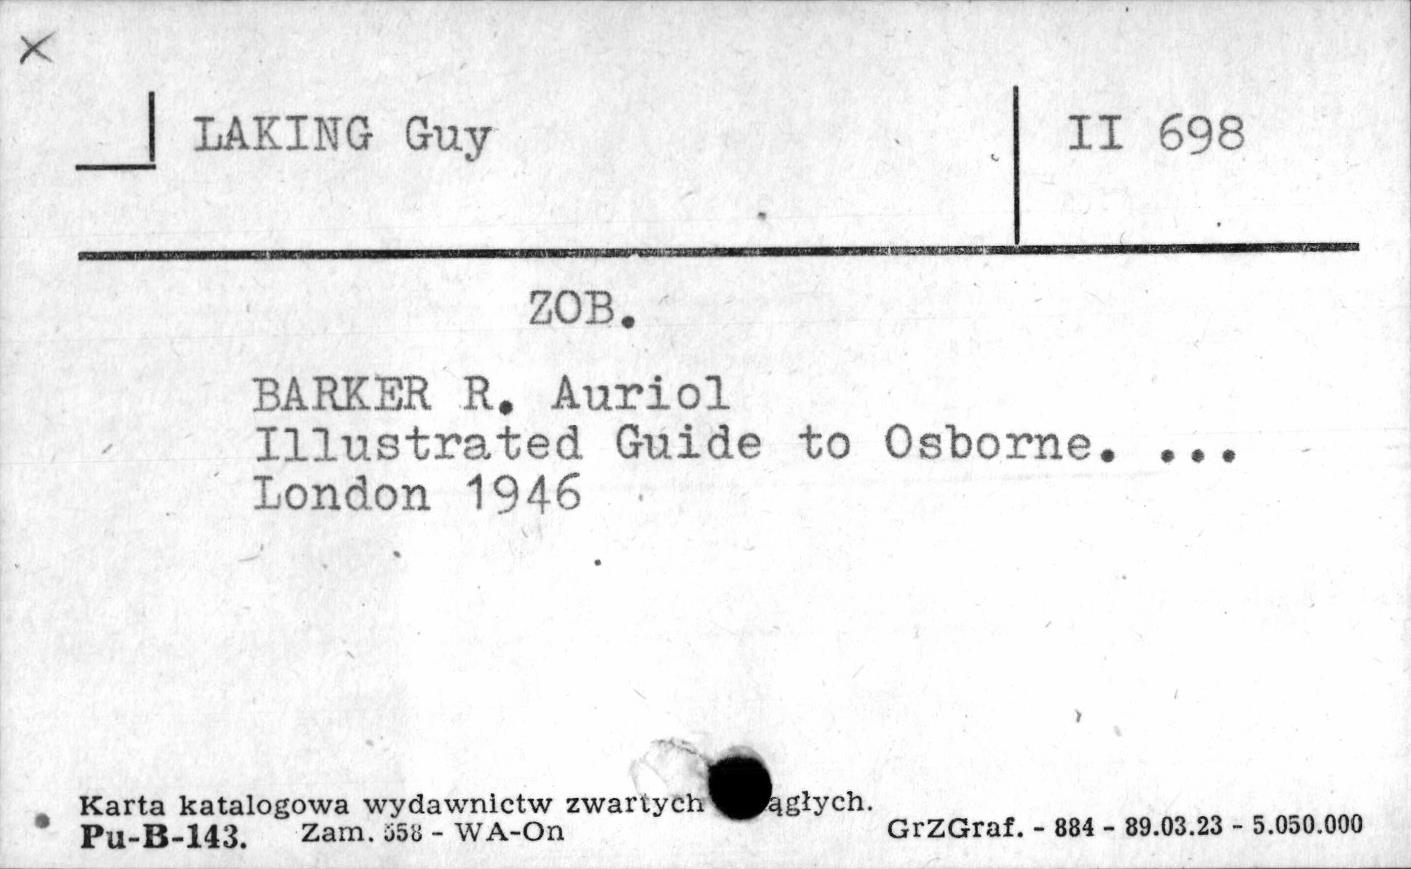 LAKING Guy
II 698
ZOB.
BARKER R. Auriol
Illustrated Guide to Osborne. ...
London 1946
Karta katalogowa wydawnictw zwartych ągłych.
Pu-B-143. Zam. 558 - WA-On
GrZGraf. - 884 - 89.03.23 - 5.050.000